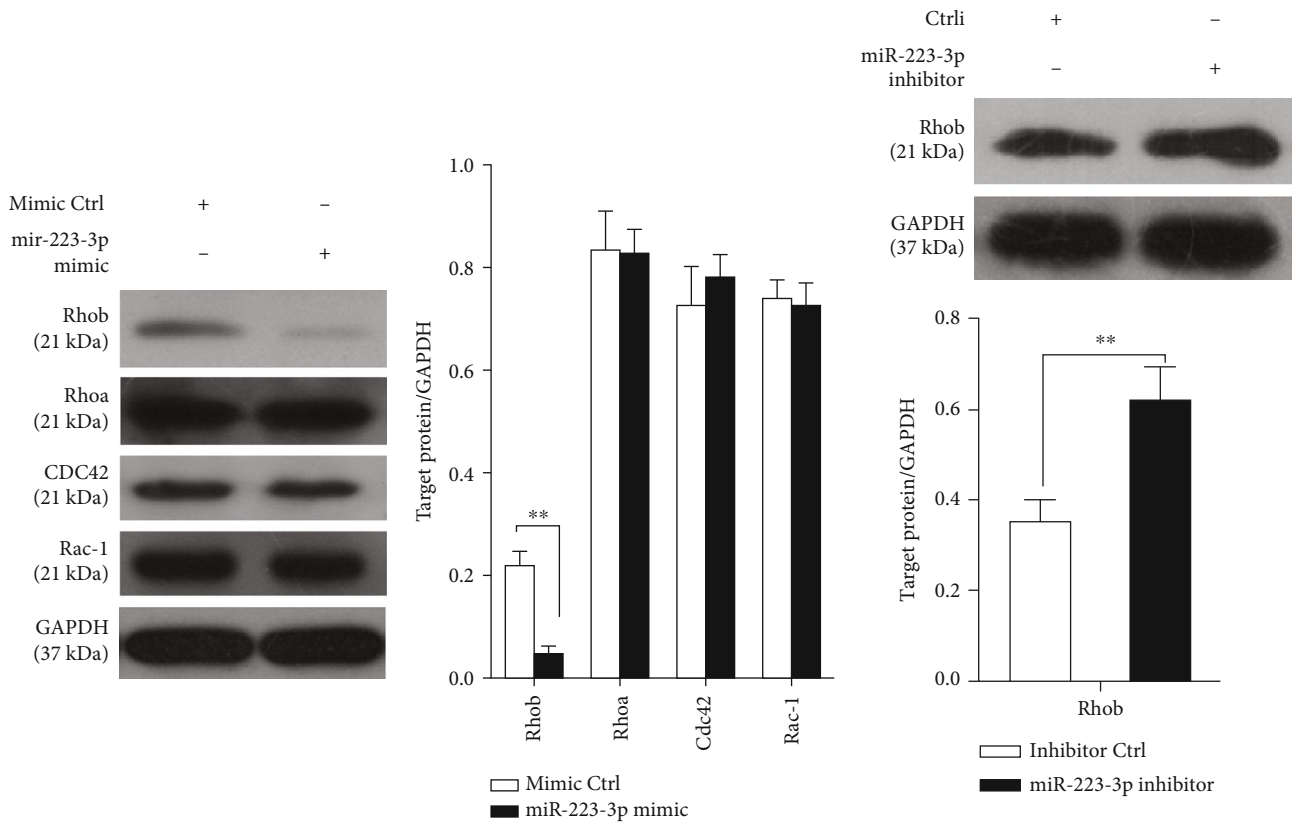 Mimic Ctrl + –
mir-223-3p
mimic – +
Rhob
(21 kDa)
Rhoa
(21 kDa)
CDC42
(21 kDa)
Rac-1
(21 kDa)
GAPDH
(37 kDa)
Target protein/GAPDH
1.0
0.8
0.6
0.4
0.2
0.0
**
Rhob
Rhoa
Cdc42
Rac-1
Mimic Ctrl
miR-223-3p mimic
Ctrli + –
miR-223-3p
inhibitor – +
Rhob
(21 kDa)
GAPDH
(37 kDa)
Target protein/GAPDH
0.8
0.6
0.4
0.2
0.0
**
Rhob
Inhibitor Ctrl
miR-223-3p inhibitor